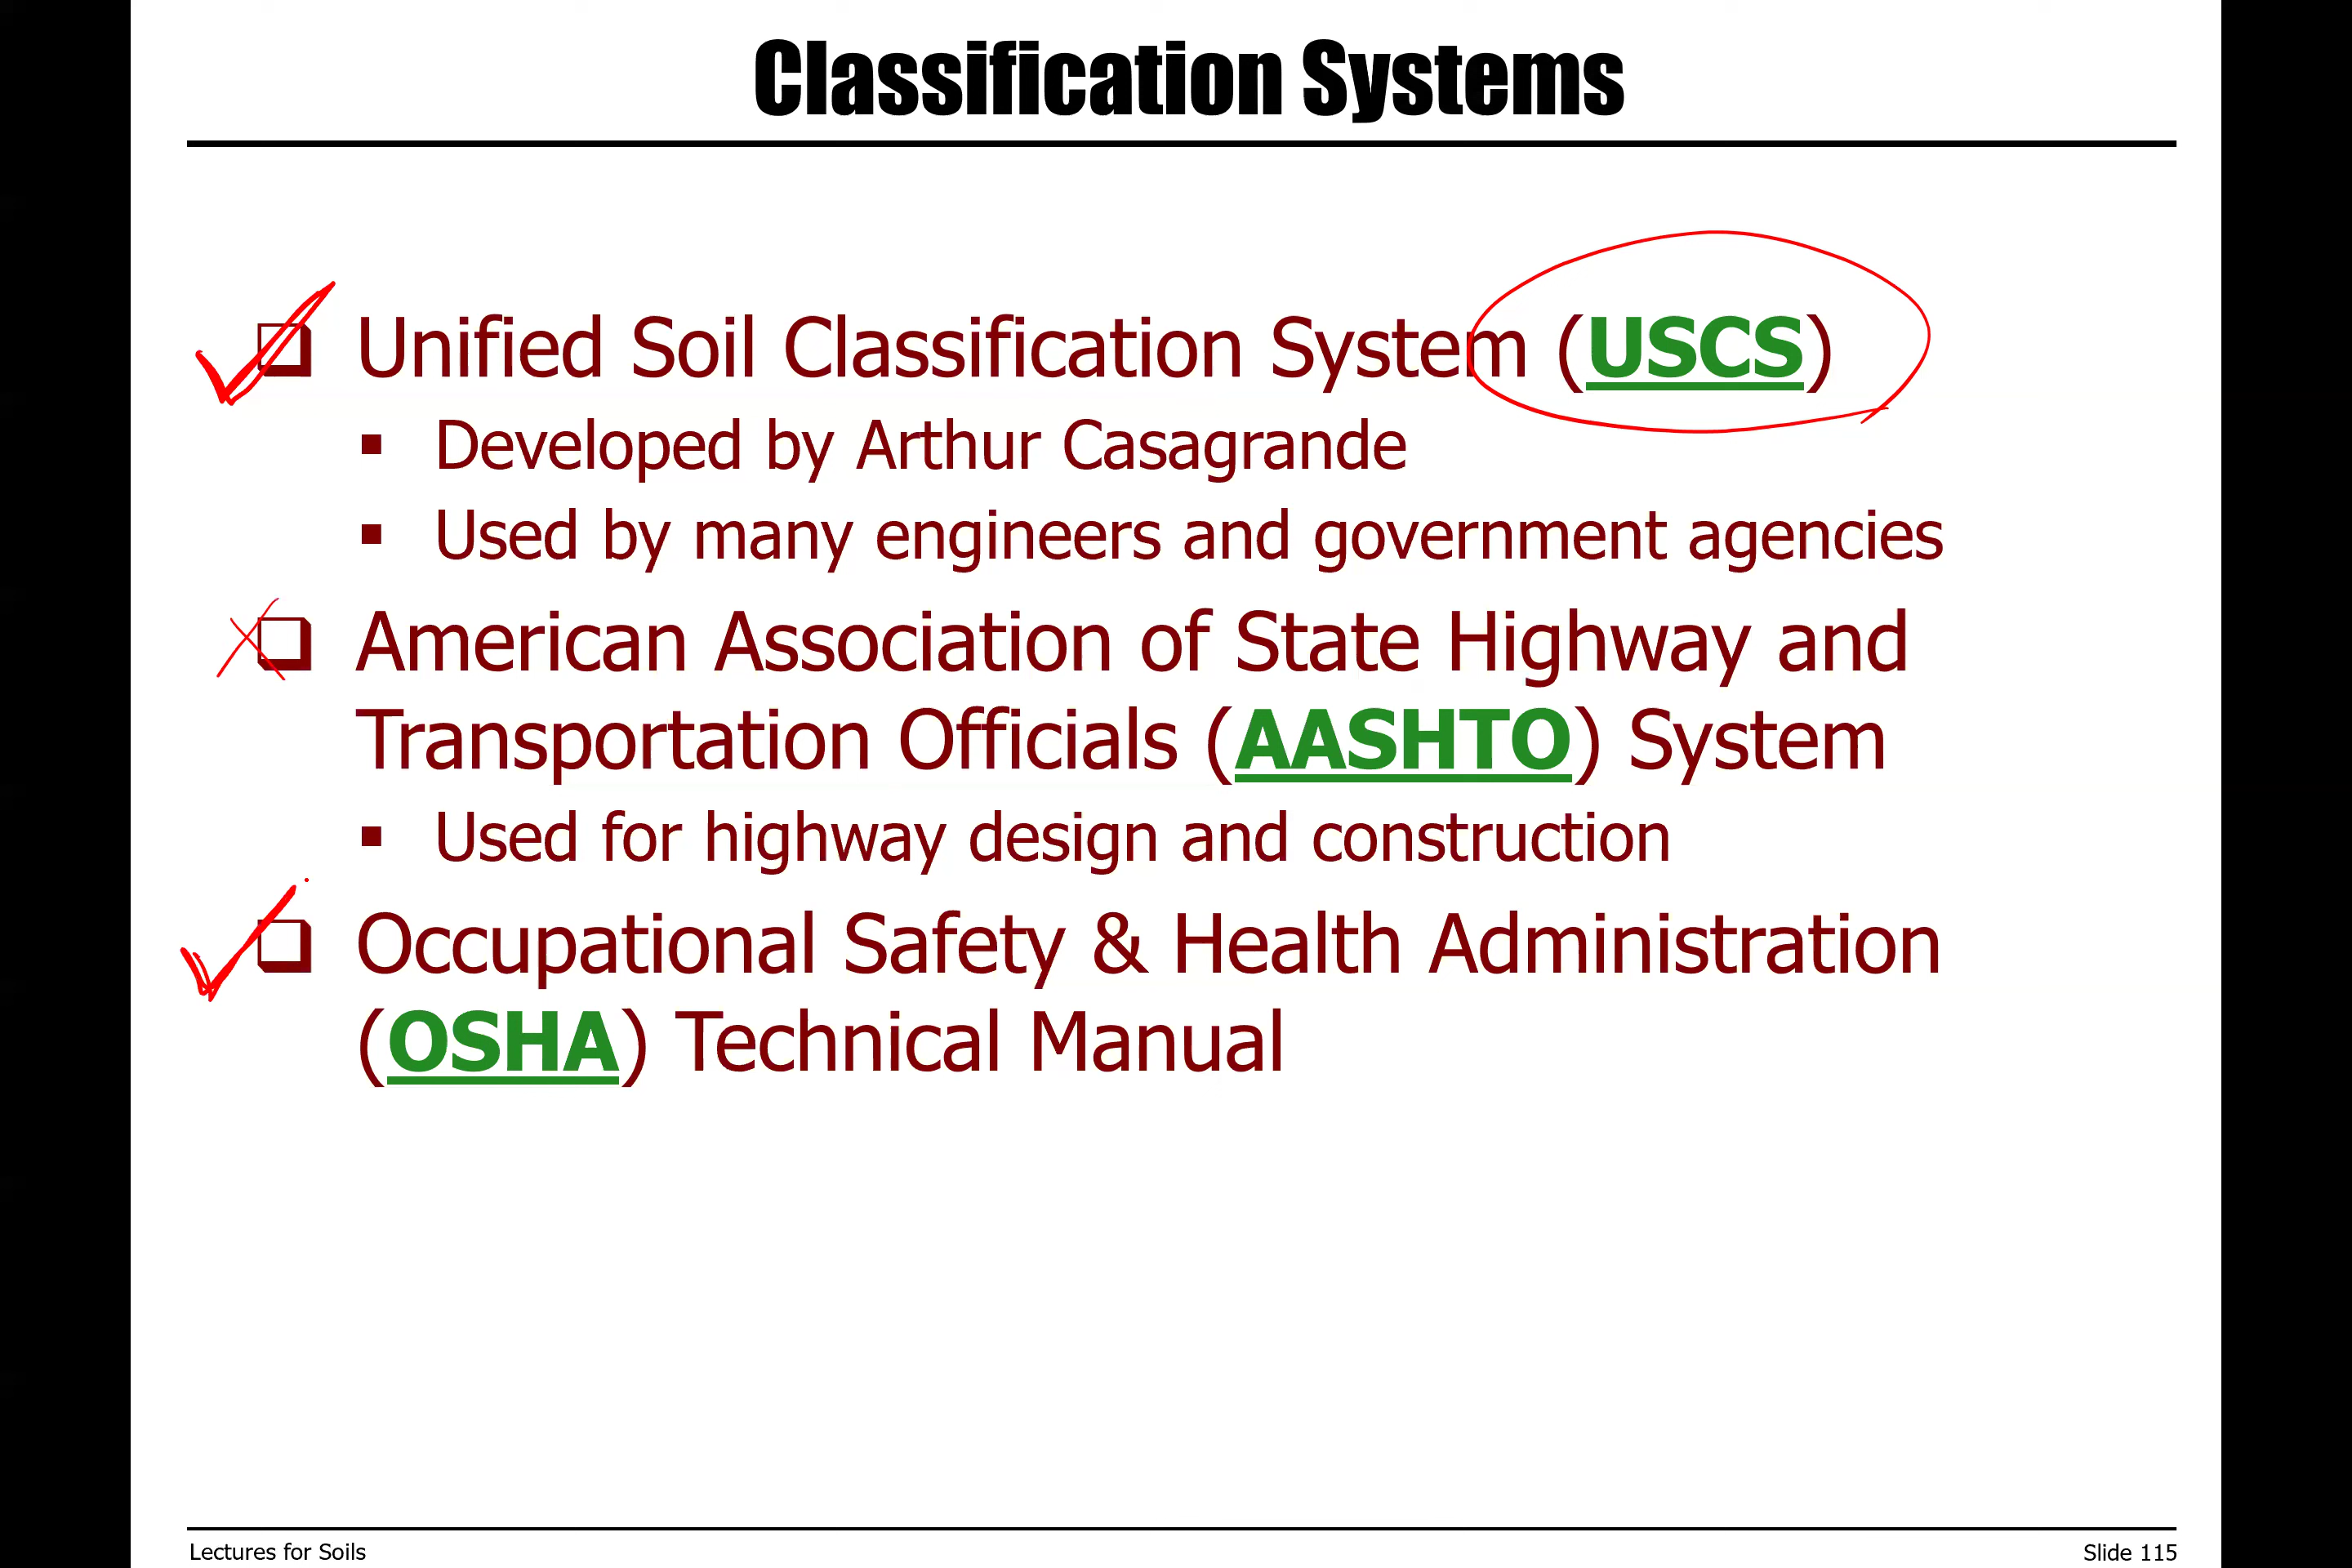 Classification Systems
Unified Soil Classification System (USCS)
Developed by Arthur Casagrande
Used by many engineers and government agencies
American Association of State Highway and
Transportation Officials (AASHTO) System
Used for highway design and construction
Occupational Safety & Health Administration
(OSHA) Technical Manual
Lectures for Soils
Slide 115